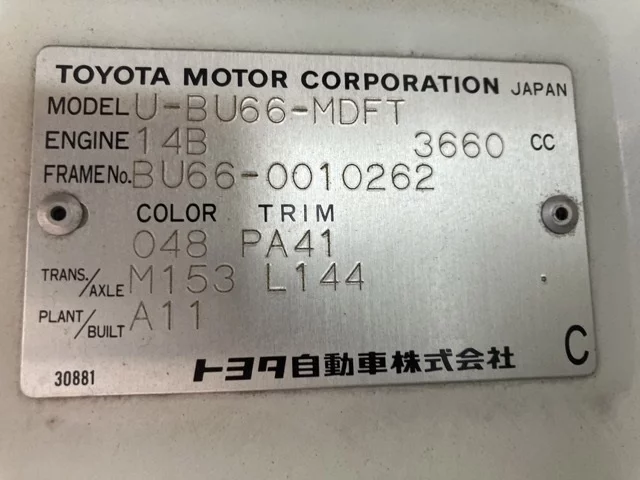 TOYOTA MOTOR CORPORATION JAPAN
MODEL U-BU66-MDFT
ENGINE 14B 3660 CC
FRAME No. BU66-0010262
COLOR TRIM
048 PA41
TRANS./AXLE M153 L144
PLANT/BUILT A11
30881 トヨタ自動車株式会社 C